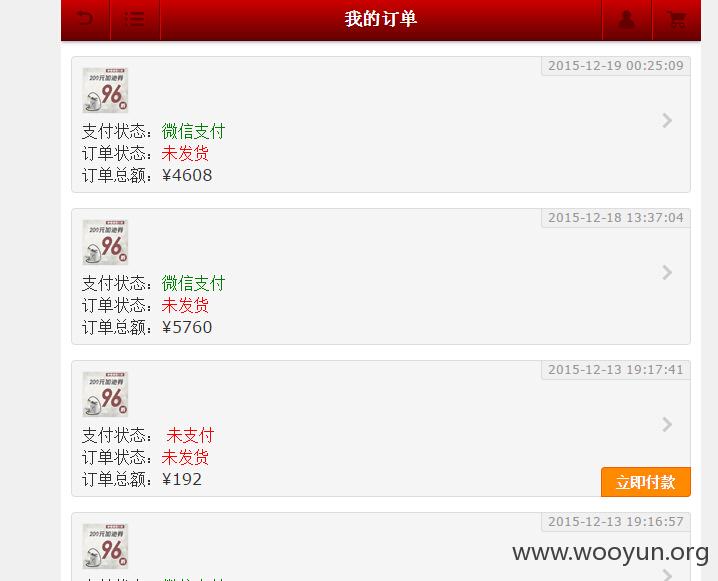 我的订单
2015-12-19 00:25:09
200元加油券
96
支付状态：微信支付
订单状态：未发货
订单总额：¥4608
2015-12-18 13:37:04
200元加油券
96
支付状态：微信支付
订单状态：未发货
订单总额：¥5760
2015-12-13 19:17:41
200元加油券
96
支付状态： 未支付
订单状态：未发货
订单总额：¥192
立即付款
2015-12-13 19:16:57
200元加油券
96
www.wooyun.org